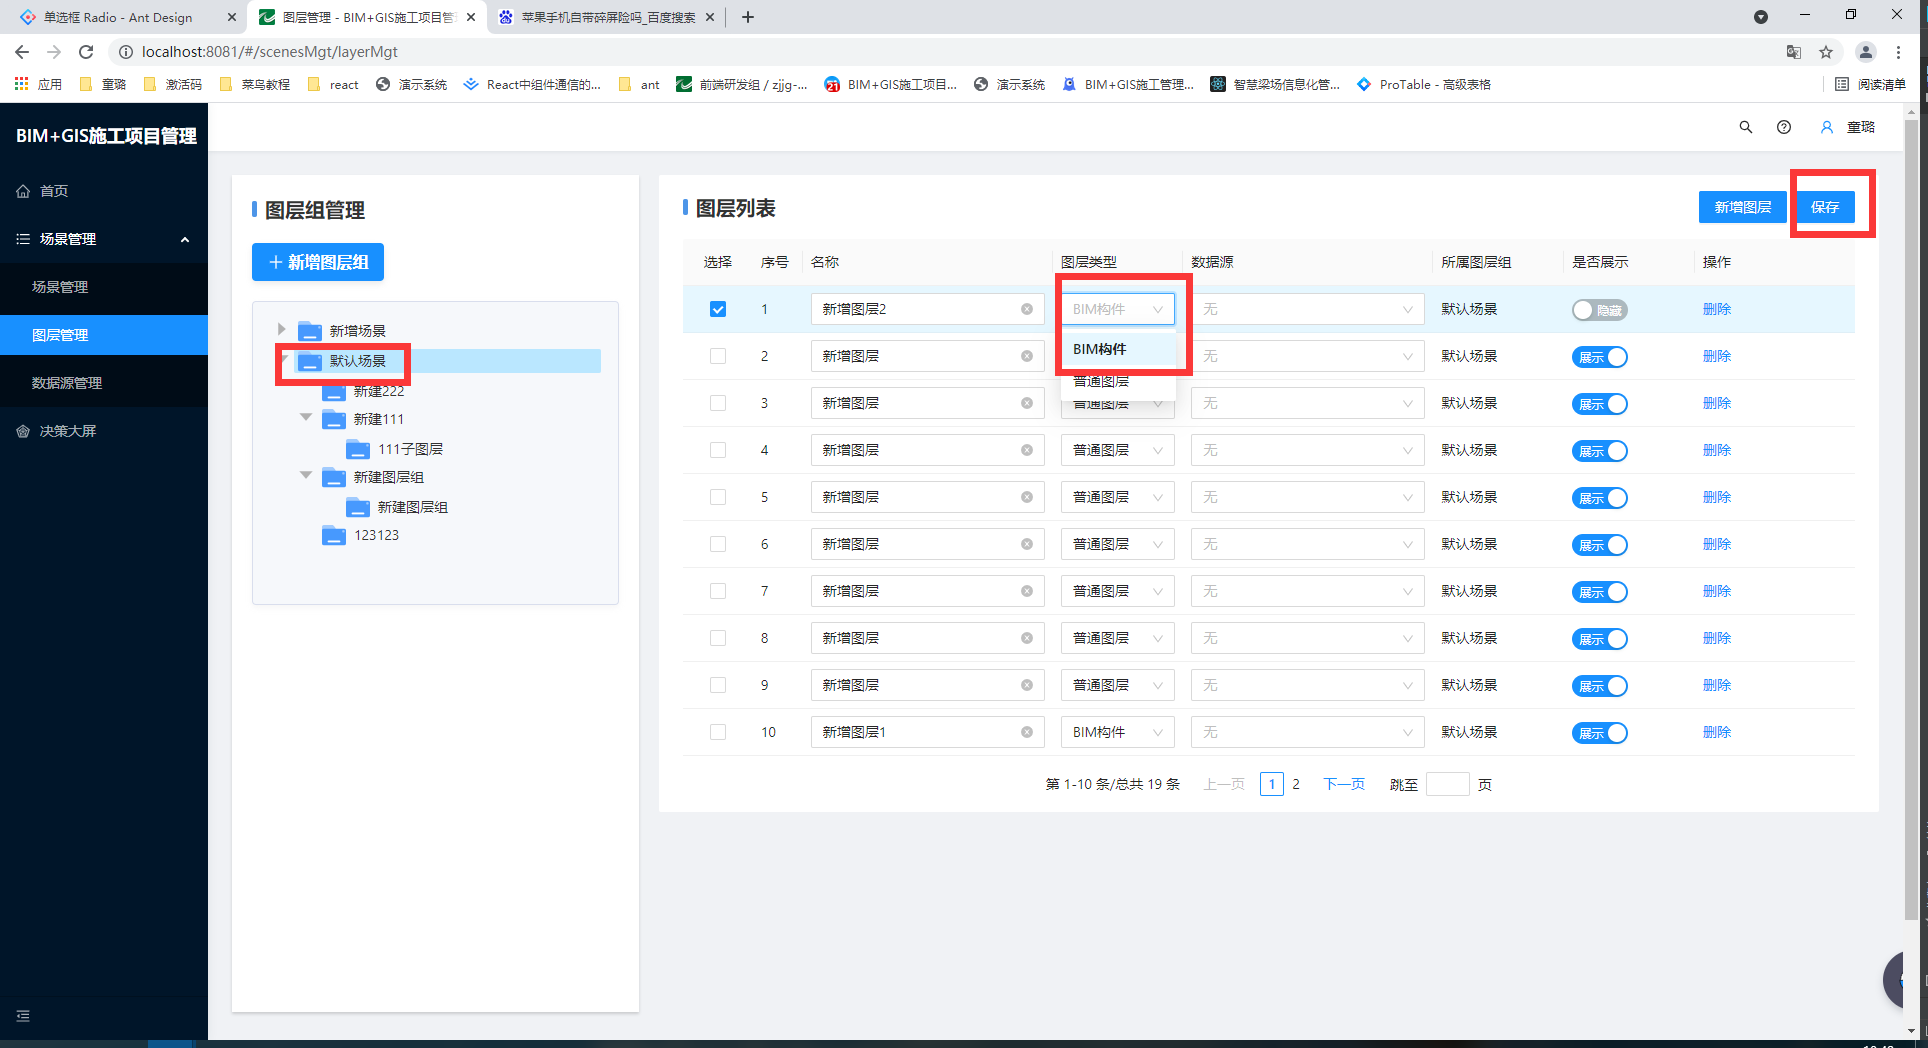 单选框 Radio - Ant Design
图层管理 - BIM+GIS施工项目管
苹果手机自带碎屏险吗_百度搜索
localhost:8081/#/scenesMgt/layerMgt
应用
童璐
激活码
菜鸟教程
react
演示系统
React中组件通信的...
ant
前端研发组 / zjjg-...
21
BIM+GIS施工项目...
演示系统
BIM+GIS施工管理...
智慧梁场信息化管...
ProTable - 高级表格
阅读清单
BIM+GIS施工项目管理
童璐
首页
场景管理
场景管理
图层管理
数据源管理
决策大屏
图层组管理
+ 新增图层组
新增场景
默认场景
新建222
新建111
111子图层
新建图层组
新建图层组
123123
图层列表
新增图层
保存
选择 序号 名称 图层类型 数据源 所属图层组 是否展示 操作
1 新增图层2 BIM构件 无 默认场景 隐藏 删除
BIM构件
普通图层
2 新增图层 无 默认场景 展示 删除
3 新增图层 普通图层 无 默认场景 展示 删除
4 新增图层 普通图层 无 默认场景 展示 删除
5 新增图层 普通图层 无 默认场景 展示 删除
6 新增图层 普通图层 无 默认场景 展示 删除
7 新增图层 普通图层 无 默认场景 展示 删除
8 新增图层 普通图层 无 默认场景 展示 删除
9 新增图层 普通图层 无 默认场景 展示 删除
10 新增图层1 BIM构件 无 默认场景 展示 删除
第 1-10 条/总共 19 条 上一页 1 2 下一页 跳至 页